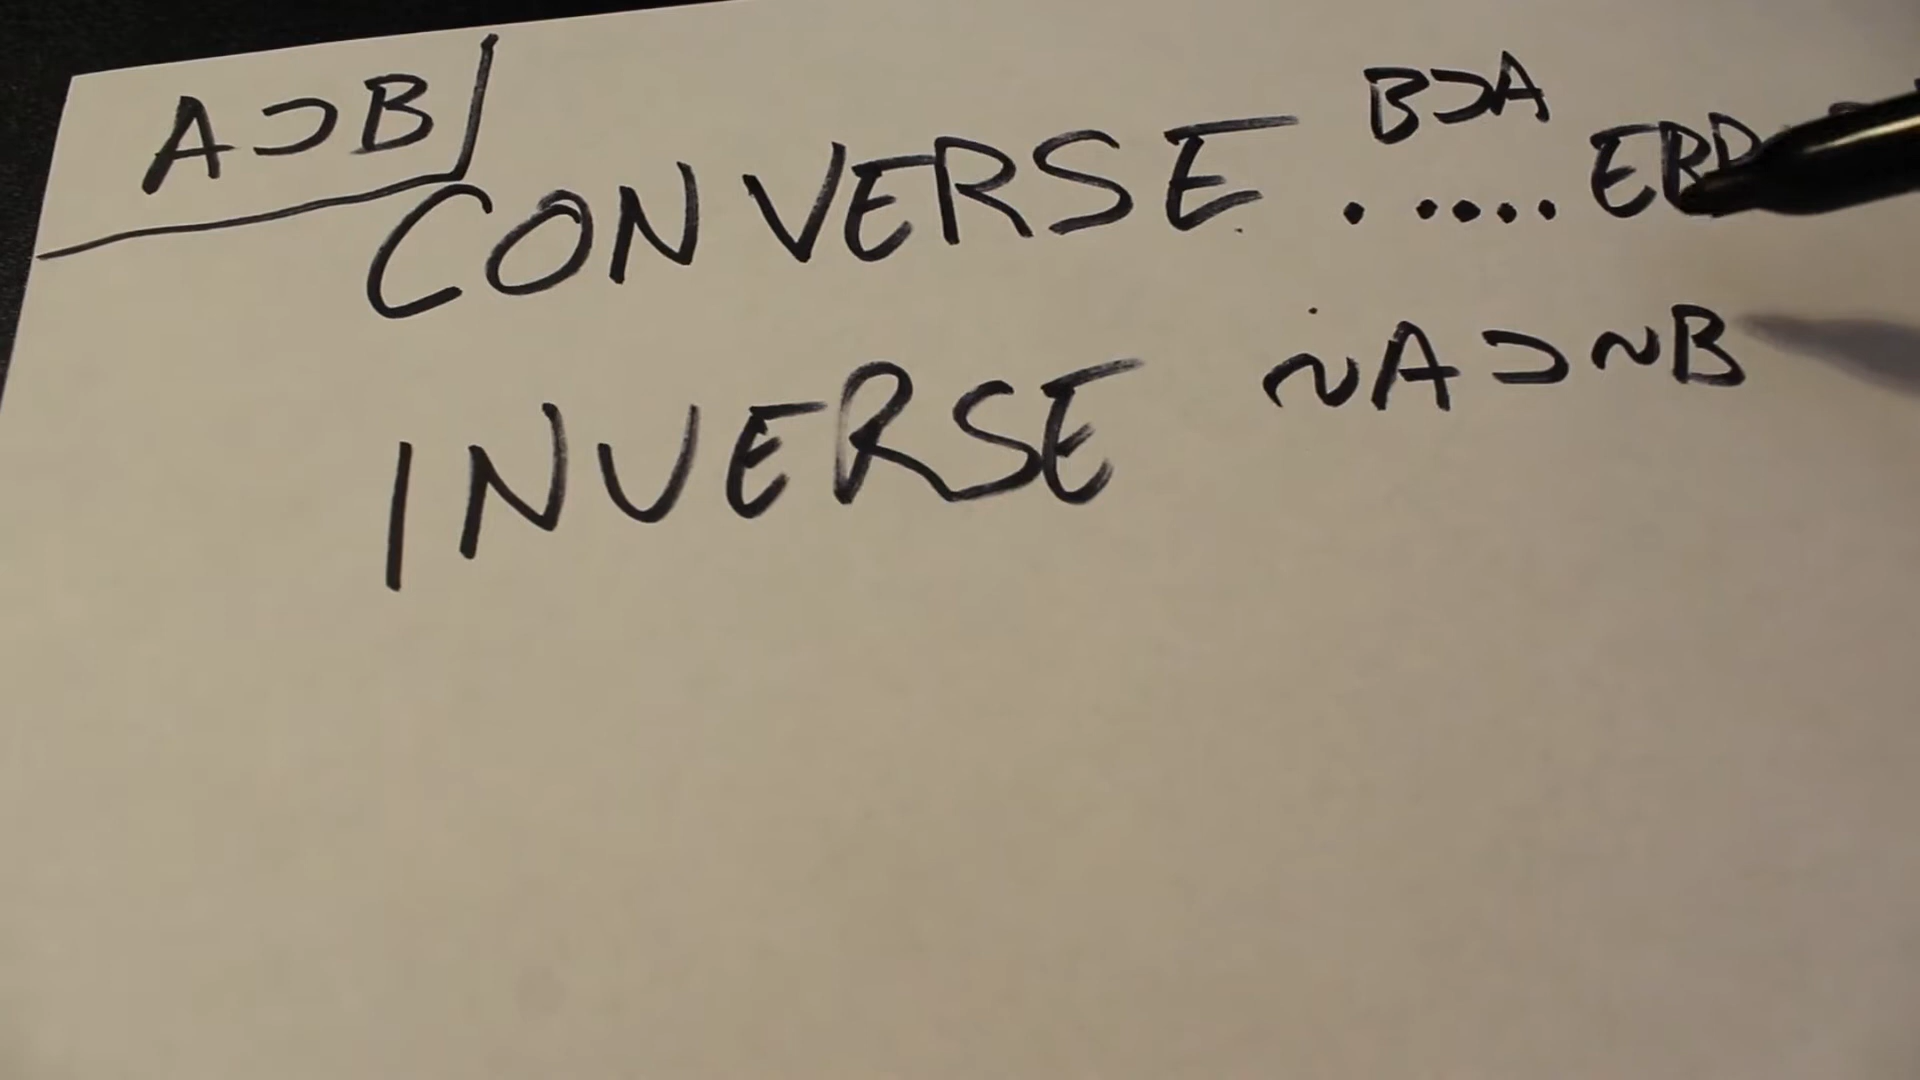 A ⊃ B
B ⊃ A
CONVERSE . ....
INVERSE ~A ⊃ ~B